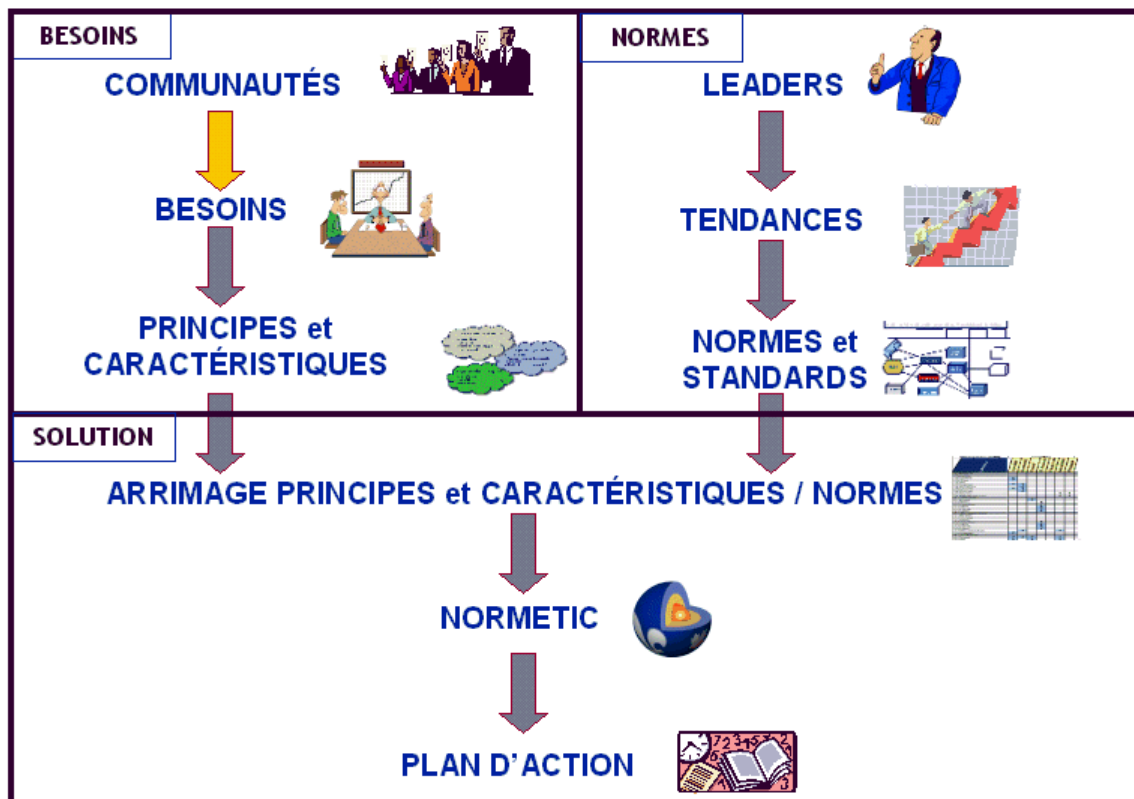 BESOINS
COMMUNAUTÉS
BESOINS
PRINCIPES et
CARACTÉRISTIQUES
NORMES
LEADERS
TENDANCES
NORMES et
STANDARDS
SOLUTION
ARRIMAGE PRINCIPES et CARACTÉRISTIQUES / NORMES
NORMETIC
PLAN D’ACTION